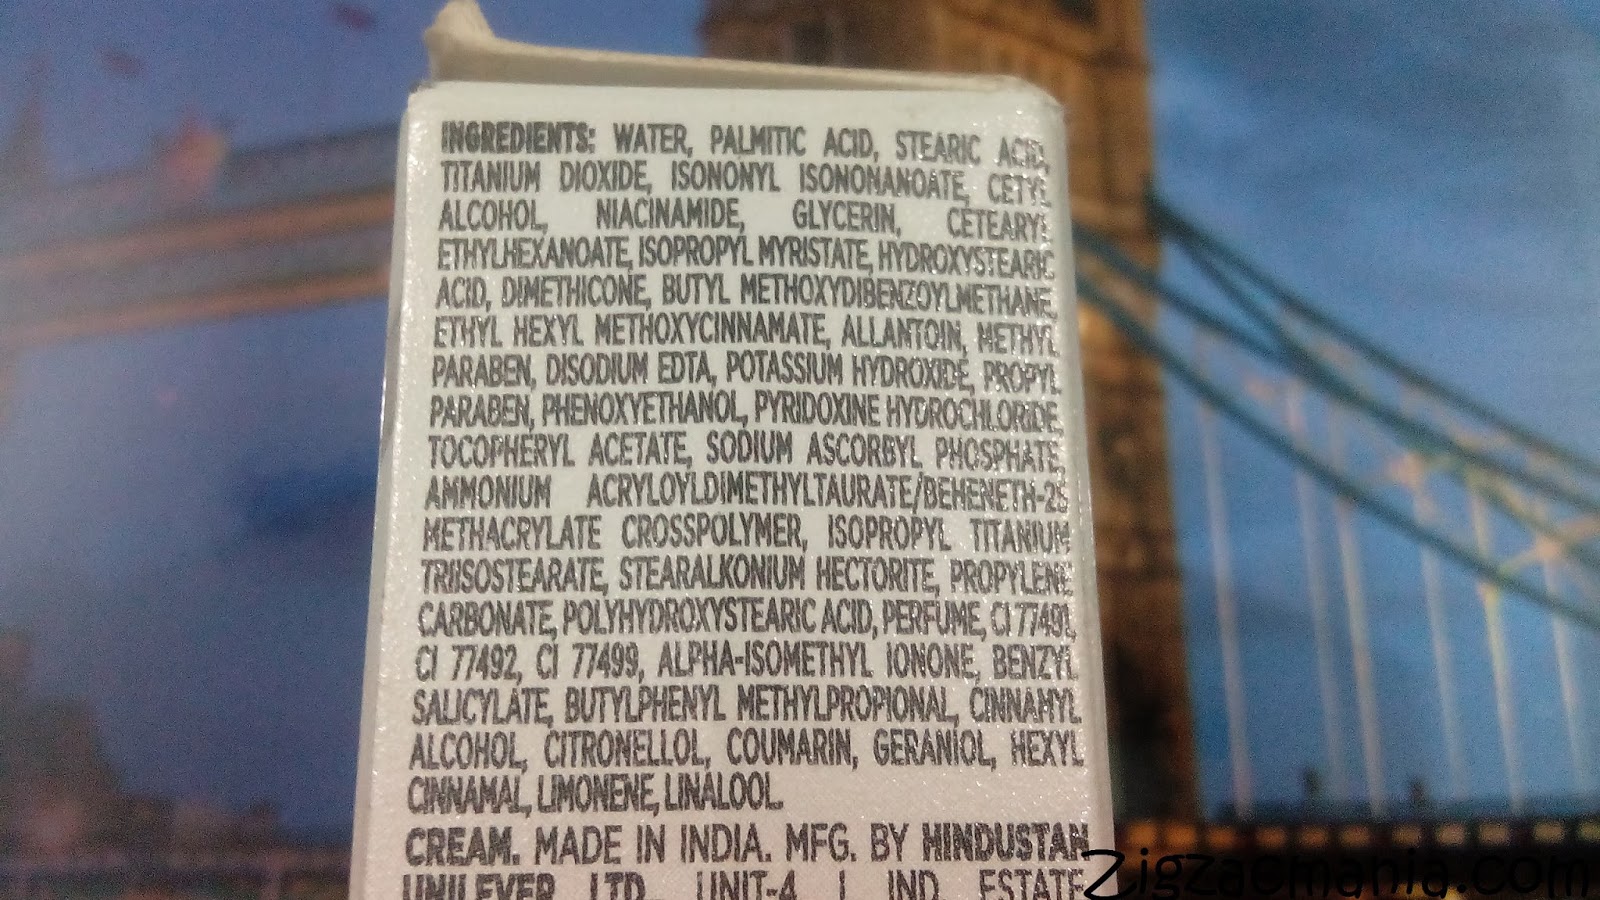 INGREDIENTS: WATER, PALMITIC ACID, STEARIC ACID,
TITANIUM DIOXIDE, ISONONYL ISONONANOATE, CETYL
ALCOHOL, NIACINAMIDE, GLYCERIN, CETEARYL
ETHYLHEXANOATE, ISOPROPYL MYRISTATE, HYDROXYSTEARIC
ACID, DIMETHICONE, BUTYL METHOXYDIBENZOYLMETHANE,
ETHYL HEXYL METHOXYCINNAMATE, ALLANTOIN, METHYL
PARABEN, DISODIUM EDTA, POTASSIUM HYDROXIDE, PROPYL
PARABEN, PHENOXYETHANOL, PYRIDOXINE HYDROCHLORIDE,
TOCOPHERYL ACETATE, SODIUM ASCORBYL PHOSPHATE,
AMMONIUM ACRYLOYLDIMETHYLTAURATE/BEHENETH-25
METHACRYLATE CROSSPOLYMER, ISOPROPYL TITANIUM
TRIISOSTEARATE, STEARALKONIUM HECTORITE, PROPYLENE
CARBONATE, POLYHYDROXYSTEARIC ACID, PERFUME, CI 77491,
CI 77492, CI 77499, ALPHA-ISOMETHYL IONONE, BENZYL
SALICYLATE, BUTYLPHENYL METHYLPROPIONAL, CINNAMYL
ALCOHOL, CITRONELLOL, COUMARIN, GERANIOL, HEXYL
CINNAMAL, LIMONENE, LINALOOL.
CREAM. MADE IN INDIA. MFG. BY HINDUSTAN
UNILEVER LTD., UNIT-4 IND. ESTATE
Zigzacmania.com